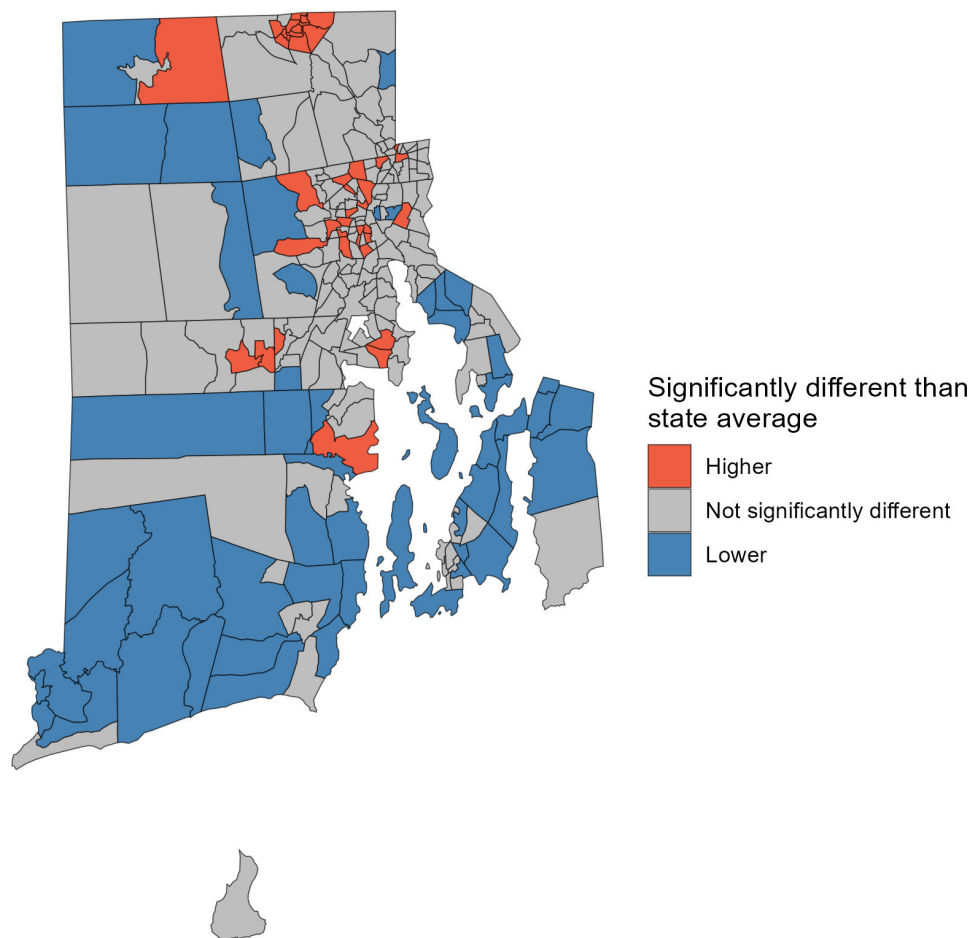 Significantly different than
state average
Higher
Not significantly different
Lower